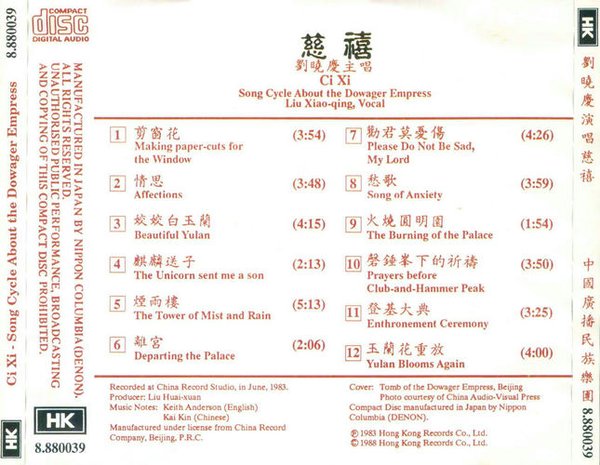 COMPACT
disc
DIGITAL AUDIO
8.880039
Ci Xi - Song Cycle About the Dowager Empress
HK
8.880039
MANUFACTURED IN JAPAN BY NIPPON COLUMBIA (DENON).
ALL RIGHTS RESERVED.
UNAUTHORISED PUBLIC PERFORMANCE, BROADCASTING
AND COPYING OF THIS COMPACT DISC PROHIBITED.
慈禧
劉曉慶主唱
Ci Xi
Song Cycle About the Dowager Empress
Liu Xiao-qing, Vocal
1 剪窗花 (3:54)
Making paper-cuts for
the Window
2 情思 (3:48)
Affections
3 姣姣白玉蘭 (4:15)
Beautiful Yulan
4 麒麟送子 (2:13)
The Unicorn sent me a son
5 煙雨樓 (5:13)
The Tower of Mist and Rain
6 離宮 (2:06)
Departing the Palace
7 勸君莫憂傷 (4:26)
Please Do Not Be Sad,
My Lord
8 愁歌 (3:59)
Song of Anxiety
9 火燒圓明園 (1:54)
The Burning of the Palace
10 磬錘峯下的祈禱 (3:50)
Prayers before
Club-and-Hammer Peak
11 登基大典 (3:25)
Enthronement Ceremony
12 玉蘭花重放 (4:00)
Yulan Blooms Again
Recorded at China Record Studio, in June, 1983.
Producer: Liu Huai-xuan
Music Notes: Keith Anderson (English)
Kai Kin (Chinese)
Manufactured under license from China Record
Company, Beijing, P.R.C.
Cover: Tomb of the Dowager Empress, Beijing
Photo courtesy of China Audio-Visual Press
Compact Disc manufactured in Japan by Nippon
Columbia (DENON).
℗ 1983 Hong Kong Records Co., Ltd.
© 1988 Hong Kong Records Co., Ltd.
HK
劉曉慶演唱慈禧
中國廣播民族樂團
HK
8.880039